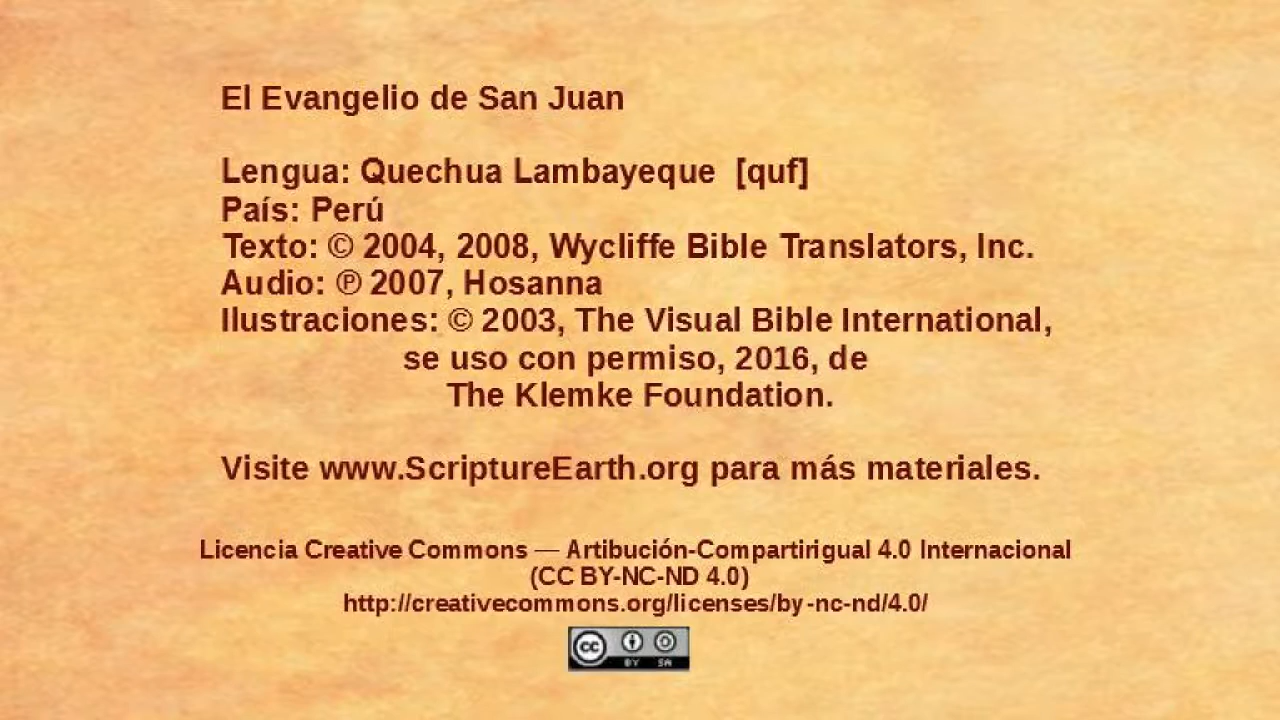 El Evangelio de San Juan
Lengua: Quechua Lambayeque [quf]
País: Perú
Texto: © 2004, 2008, Wycliffe Bible Translators, Inc.
Audio: ℗ 2007, Hosanna
Ilustraciones: © 2003, The Visual Bible International,
se uso con permiso, 2016, de
The Klemke Foundation.
Visite www.ScriptureEarth.org para más materiales.
Licencia Creative Commons — Artibución-Compartirigual 4.0 Internacional
(CC BY-NC-ND 4.0)
http://creativecommons.org/licenses/by-nc-nd/4.0/
cc BY SA